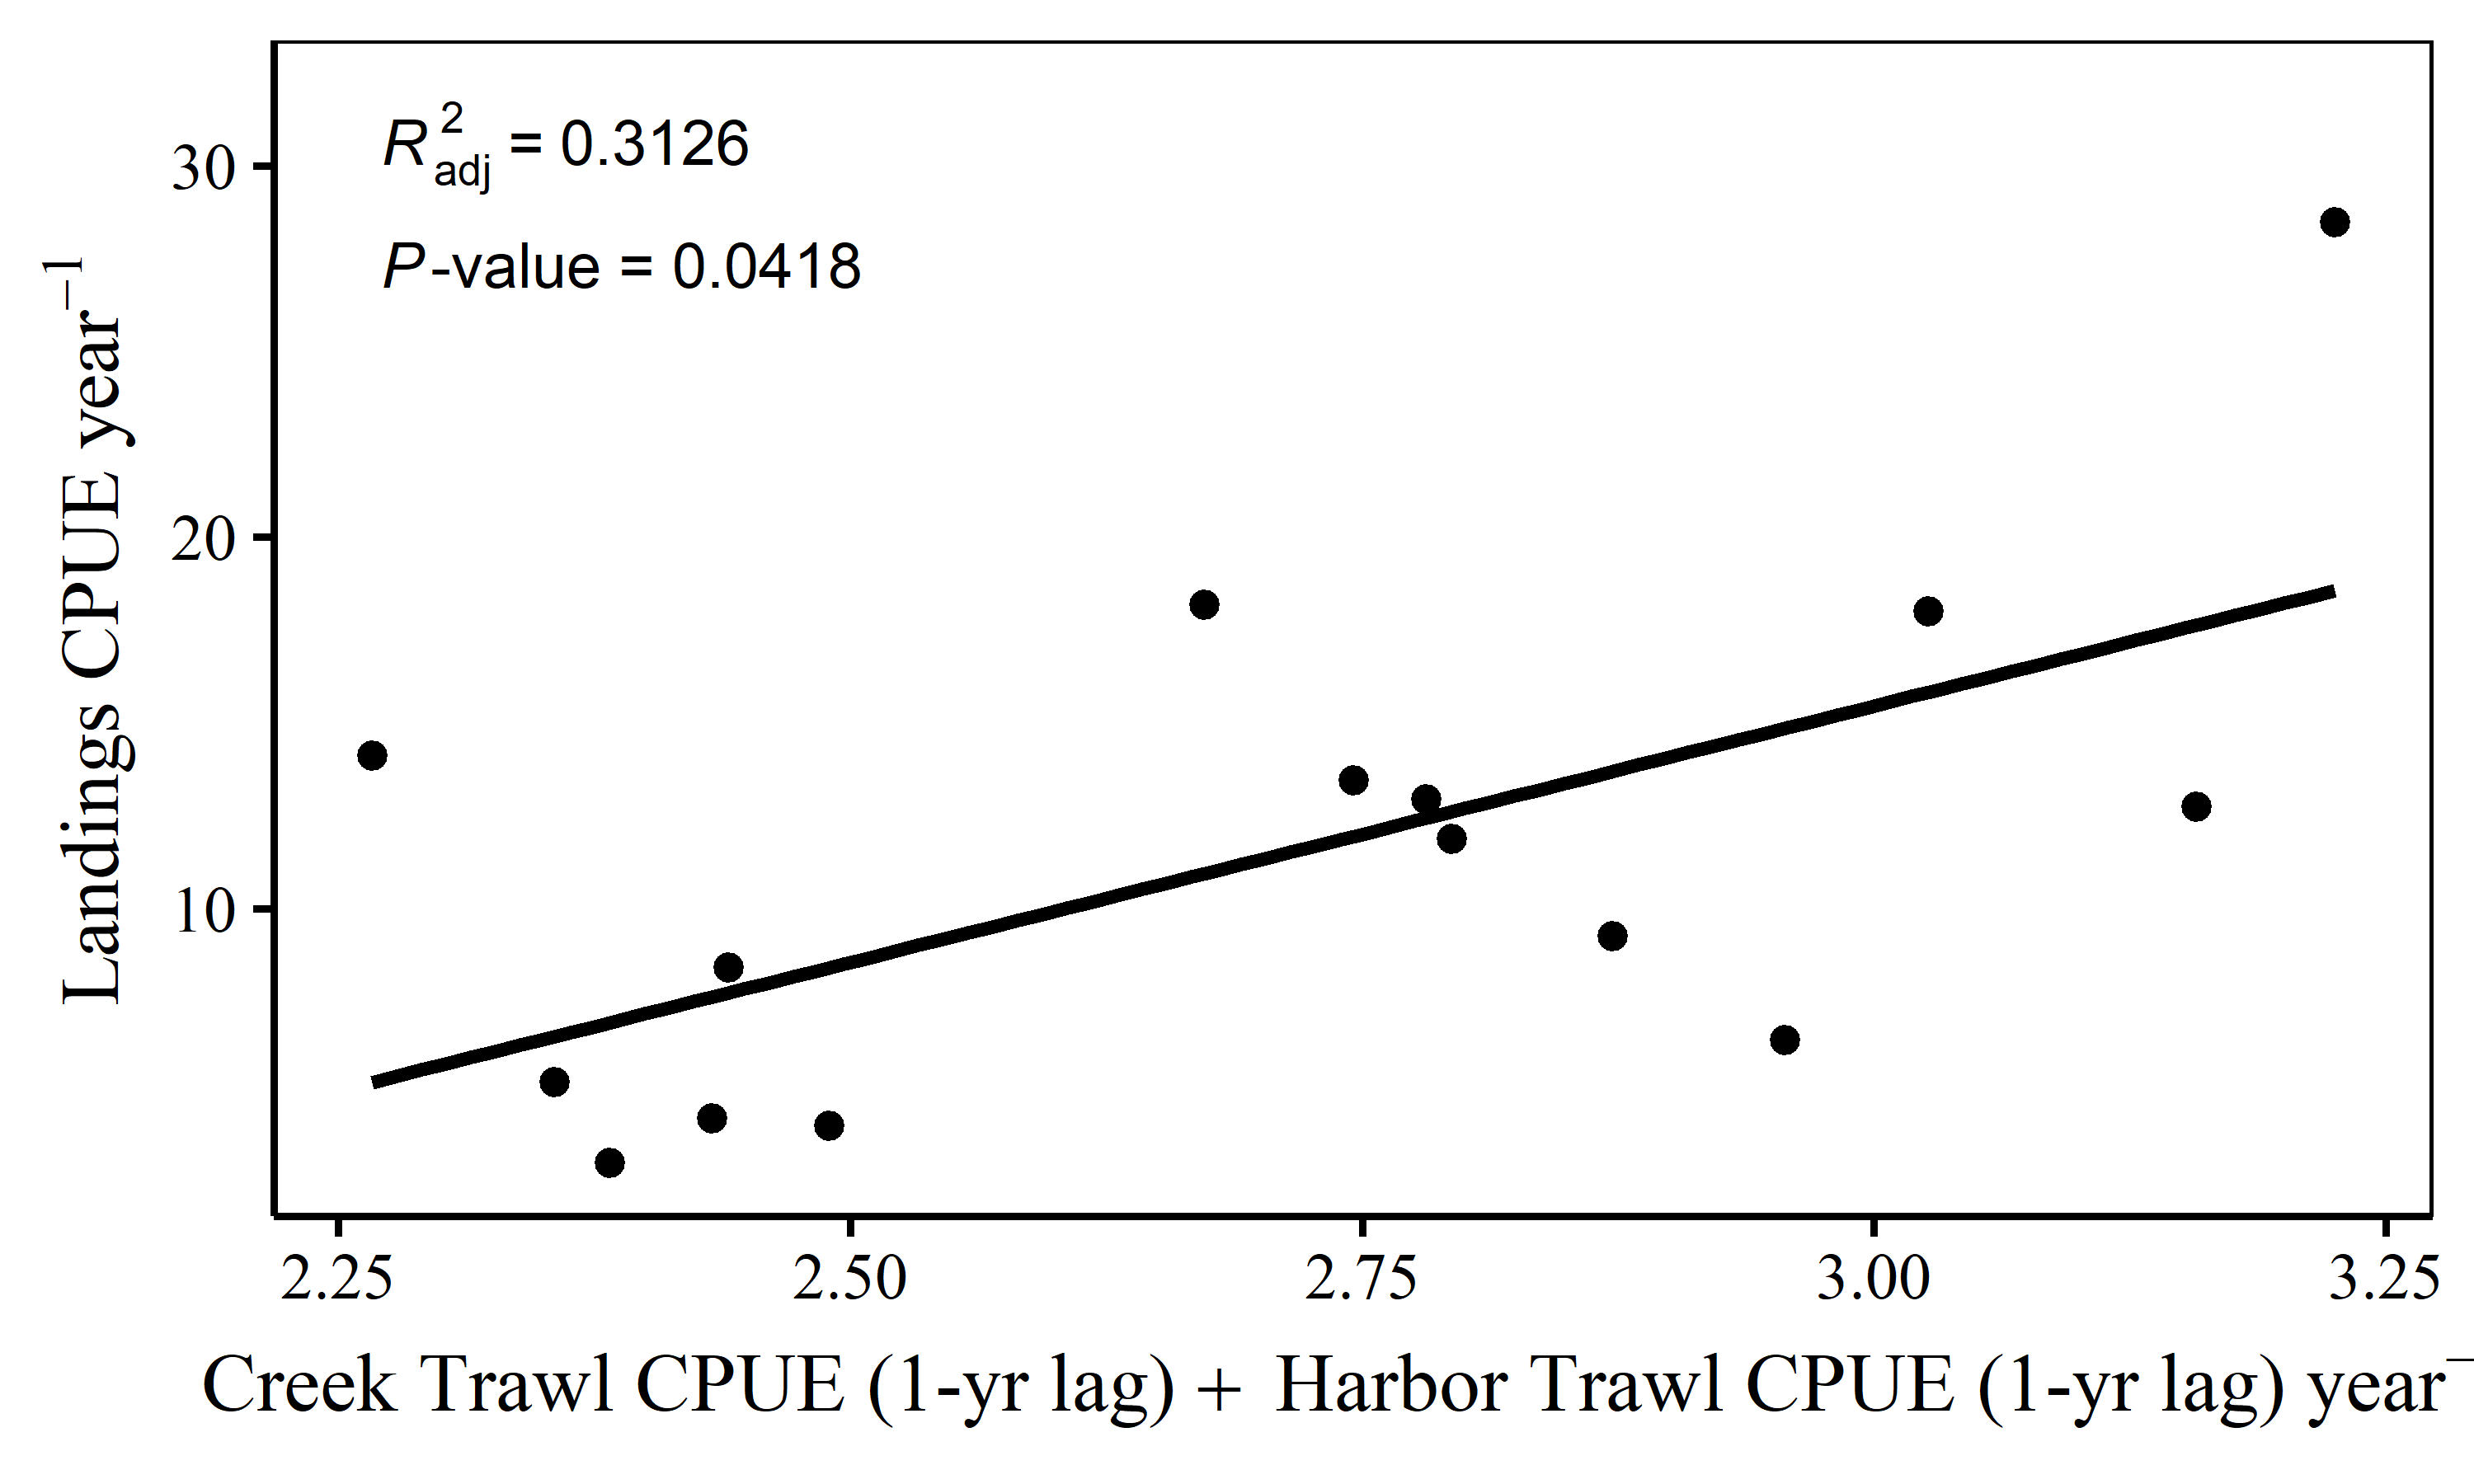 R²adj = 0.3126
P-value = 0.0418
Landings CPUE year⁻¹
30
20
10
2.25 2.50 2.75 3.00 3.25
Creek Trawl CPUE (1-yr lag) + Harbor Trawl CPUE (1-yr lag) year⁻